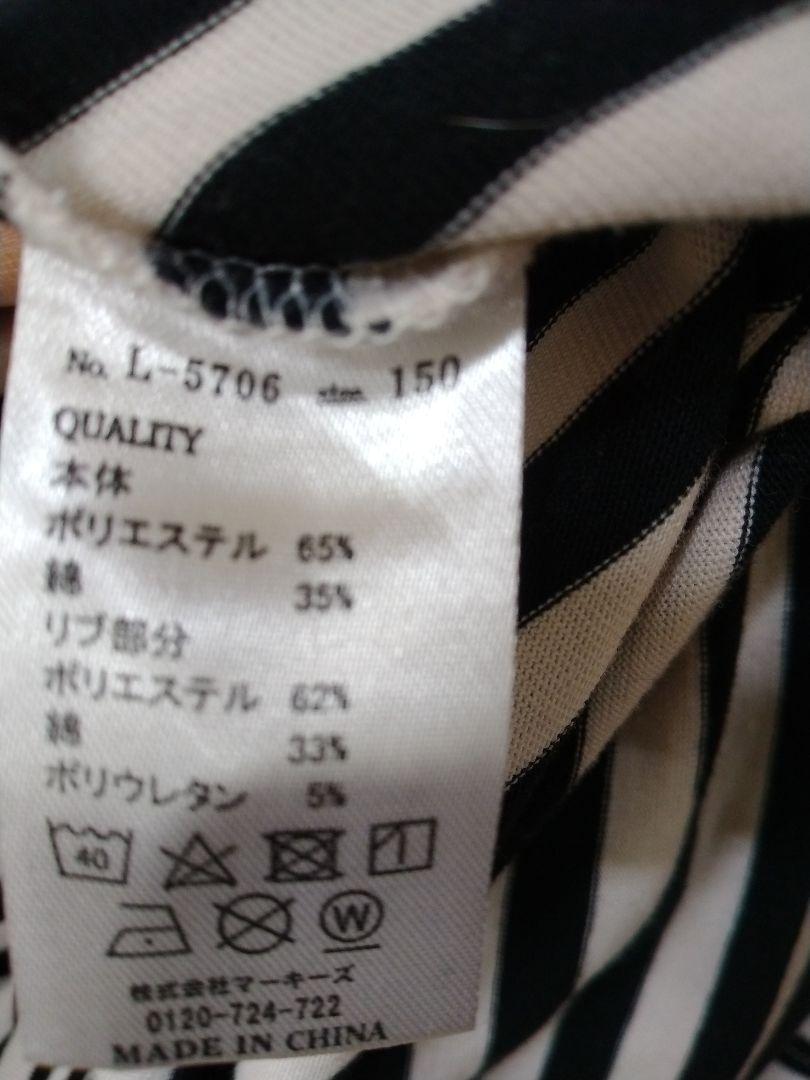 No. L-5706 size 150
QUALITY
本体
ポリエステル 65%
綿 35%
リブ部分
ポリエステル 62%
綿 33%
ポリウレタン 5%
40
W
株式会社マーキーズ
0120-724-722
MADE IN CHINA